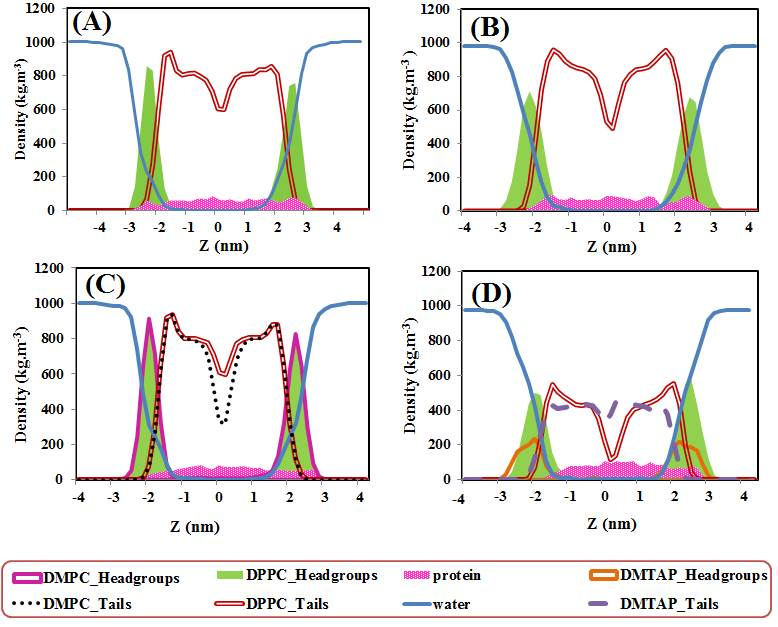 (A)
Density (kg.m-³)
1200
1000
800
600
400
200
0
-4 -3 -2 -1 0 1 2 3 4
Z (nm)
(B)
Density (kg.m-3)
1200
1000
800
600
400
200
0
-4 -3 -2 -1 0 1 2 3 4
Z (nm)
(C)
Density (kg.m-3)
1200
1000
800
600
400
200
0
-4 -3 -2 -1 0 1 2 3 4
Z (nm)
(D)
Density (kg.m-3)
1200
1000
800
600
400
200
0
-4 -3 -2 -1 0 1 2 3 4
Z (nm)
DMPC_Headgroups DPPC_Headgroups protein DMTAP_Headgroups
DMPC_Tails DPPC_Tails water DMTAP_Tails